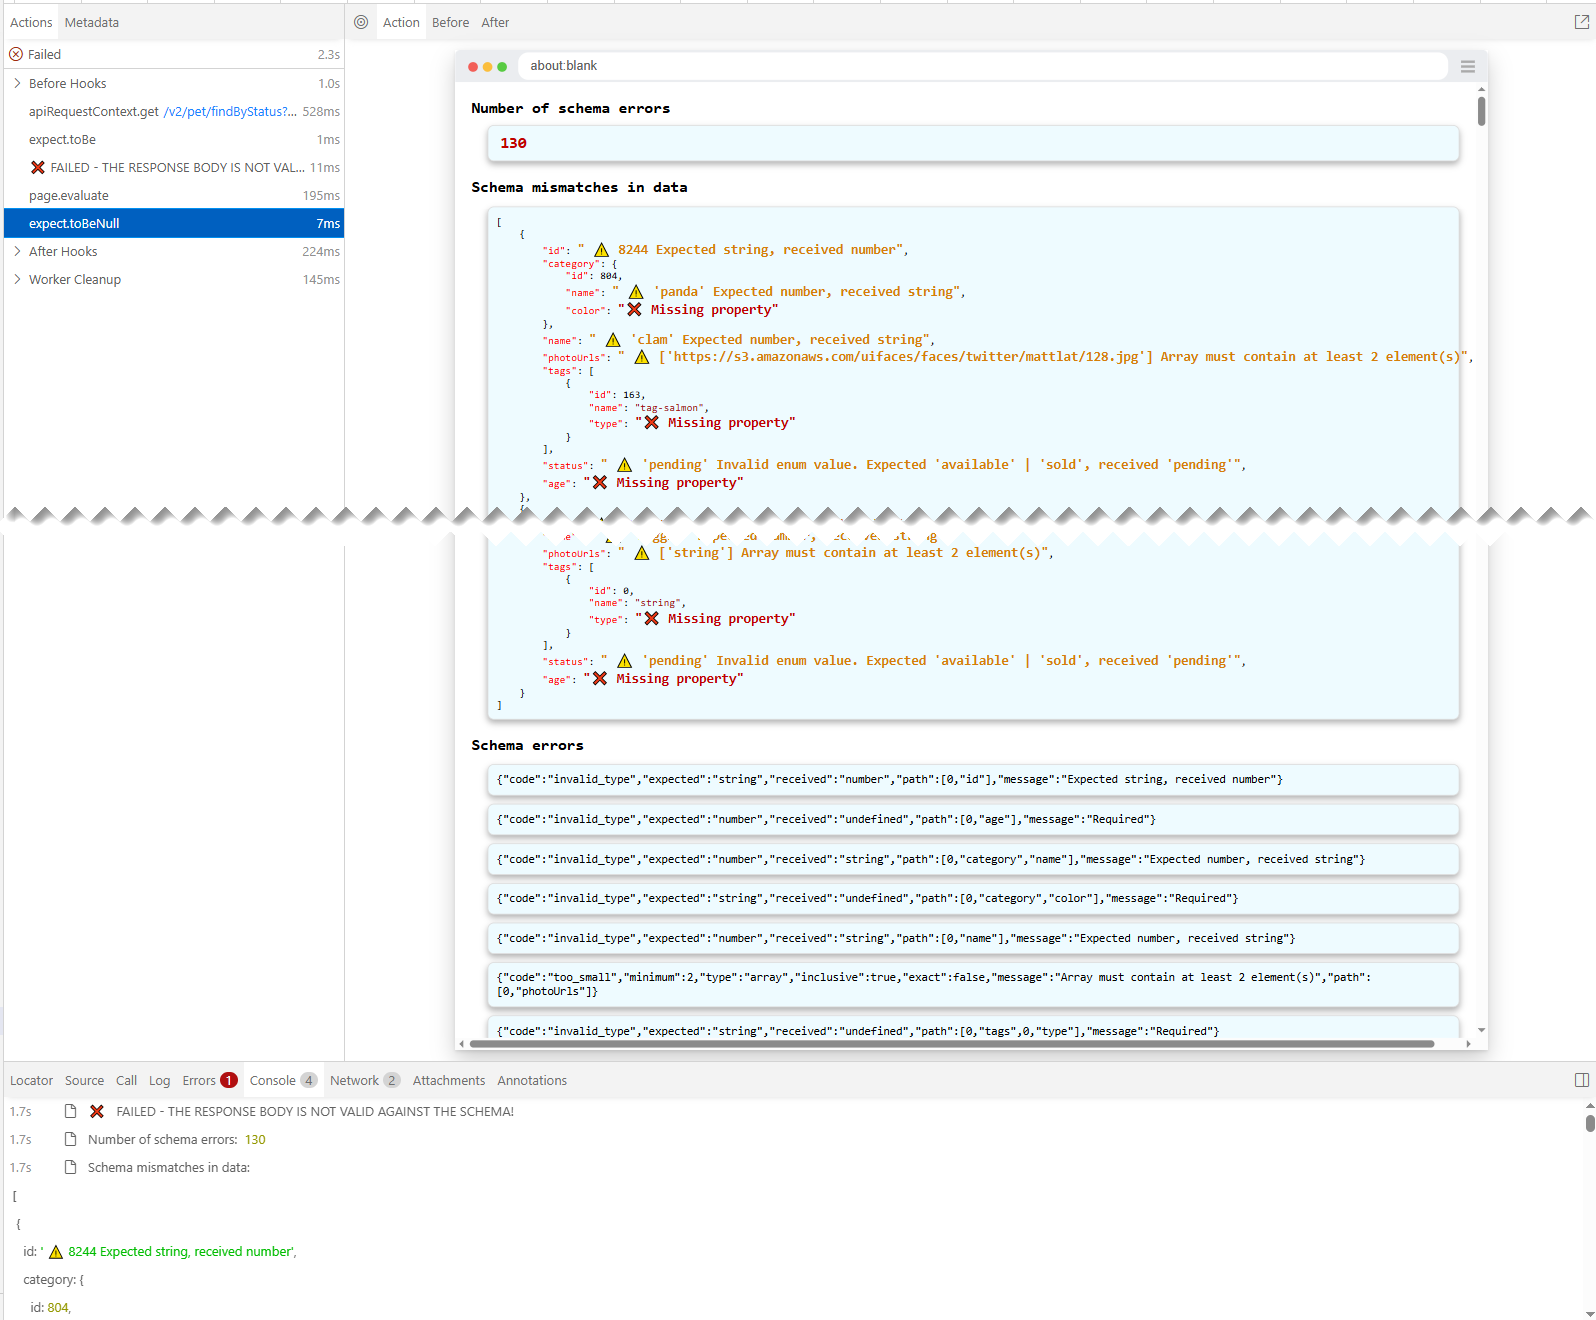 Actions Metadata
Action Before After
Failed 2.3s
Before Hooks 1.0s
apiRequestContext.get /v2/pet/findByStatus?... 528ms
expect.toBe 1ms
❌ FAILED - THE RESPONSE BODY IS NOT VAL... 11ms
page.evaluate 195ms
expect.toBeNull 7ms
After Hooks 224ms
Worker Cleanup 145ms
about:blank
Number of schema errors
130
Schema mismatches in data
[
{
"id": " ⚠ 8244 Expected string, received number",
"category": {
"id": 804,
"name": " ⚠ 'panda' Expected number, received string",
"color": "❌ Missing property"
},
"name": " ⚠ 'clam' Expected number, received string",
"photoUrls": " ⚠ ['https://s3.amazonaws.com/uifaces/faces/twitter/mattlat/128.jpg'] Array must contain at least 2 element(s)",
"tags": [
{
"id": 163,
"name": "tag-salmon",
"type": "❌ Missing property"
}
],
"status": " ⚠ 'pending' Invalid enum value. Expected 'available' | 'sold', received 'pending'",
"age": "❌ Missing property"
},
{
"photoUrls": " ⚠ ['string'] Array must contain at least 2 element(s)",
"tags": [
{
"id": 0,
"name": "string",
"type": "❌ Missing property"
}
],
"status": " ⚠ 'pending' Invalid enum value. Expected 'available' | 'sold', received 'pending'",
"age": "❌ Missing property"
}
]
Schema errors
{"code":"invalid_type","expected":"string","received":"number","path":[0,"id"],"message":"Expected string, received number"}
{"code":"invalid_type","expected":"number","received":"undefined","path":[0,"age"],"message":"Required"}
{"code":"invalid_type","expected":"number","received":"string","path":[0,"category","name"],"message":"Expected number, received string"}
{"code":"invalid_type","expected":"string","received":"undefined","path":[0,"category","color"],"message":"Required"}
{"code":"invalid_type","expected":"number","received":"string","path":[0,"name"],"message":"Expected number, received string"}
{"code":"too_small","minimum":2,"type":"array","inclusive":true,"exact":false,"message":"Array must contain at least 2 element(s)","path":
[0,"photoUrls"]}
{"code":"invalid_type","expected":"string","received":"undefined","path":[0,"tags",0,"type"],"message":"Required"}
Locator Source Call Log Errors 1 Console 4 Network 2 Attachments Annotations
1.7s ❌ FAILED - THE RESPONSE BODY IS NOT VALID AGAINST THE SCHEMA!
1.7s Number of schema errors: 130
1.7s Schema mismatches in data:
[
{
id: ' ⚠ 8244 Expected string, received number',
category: {
id: 804,